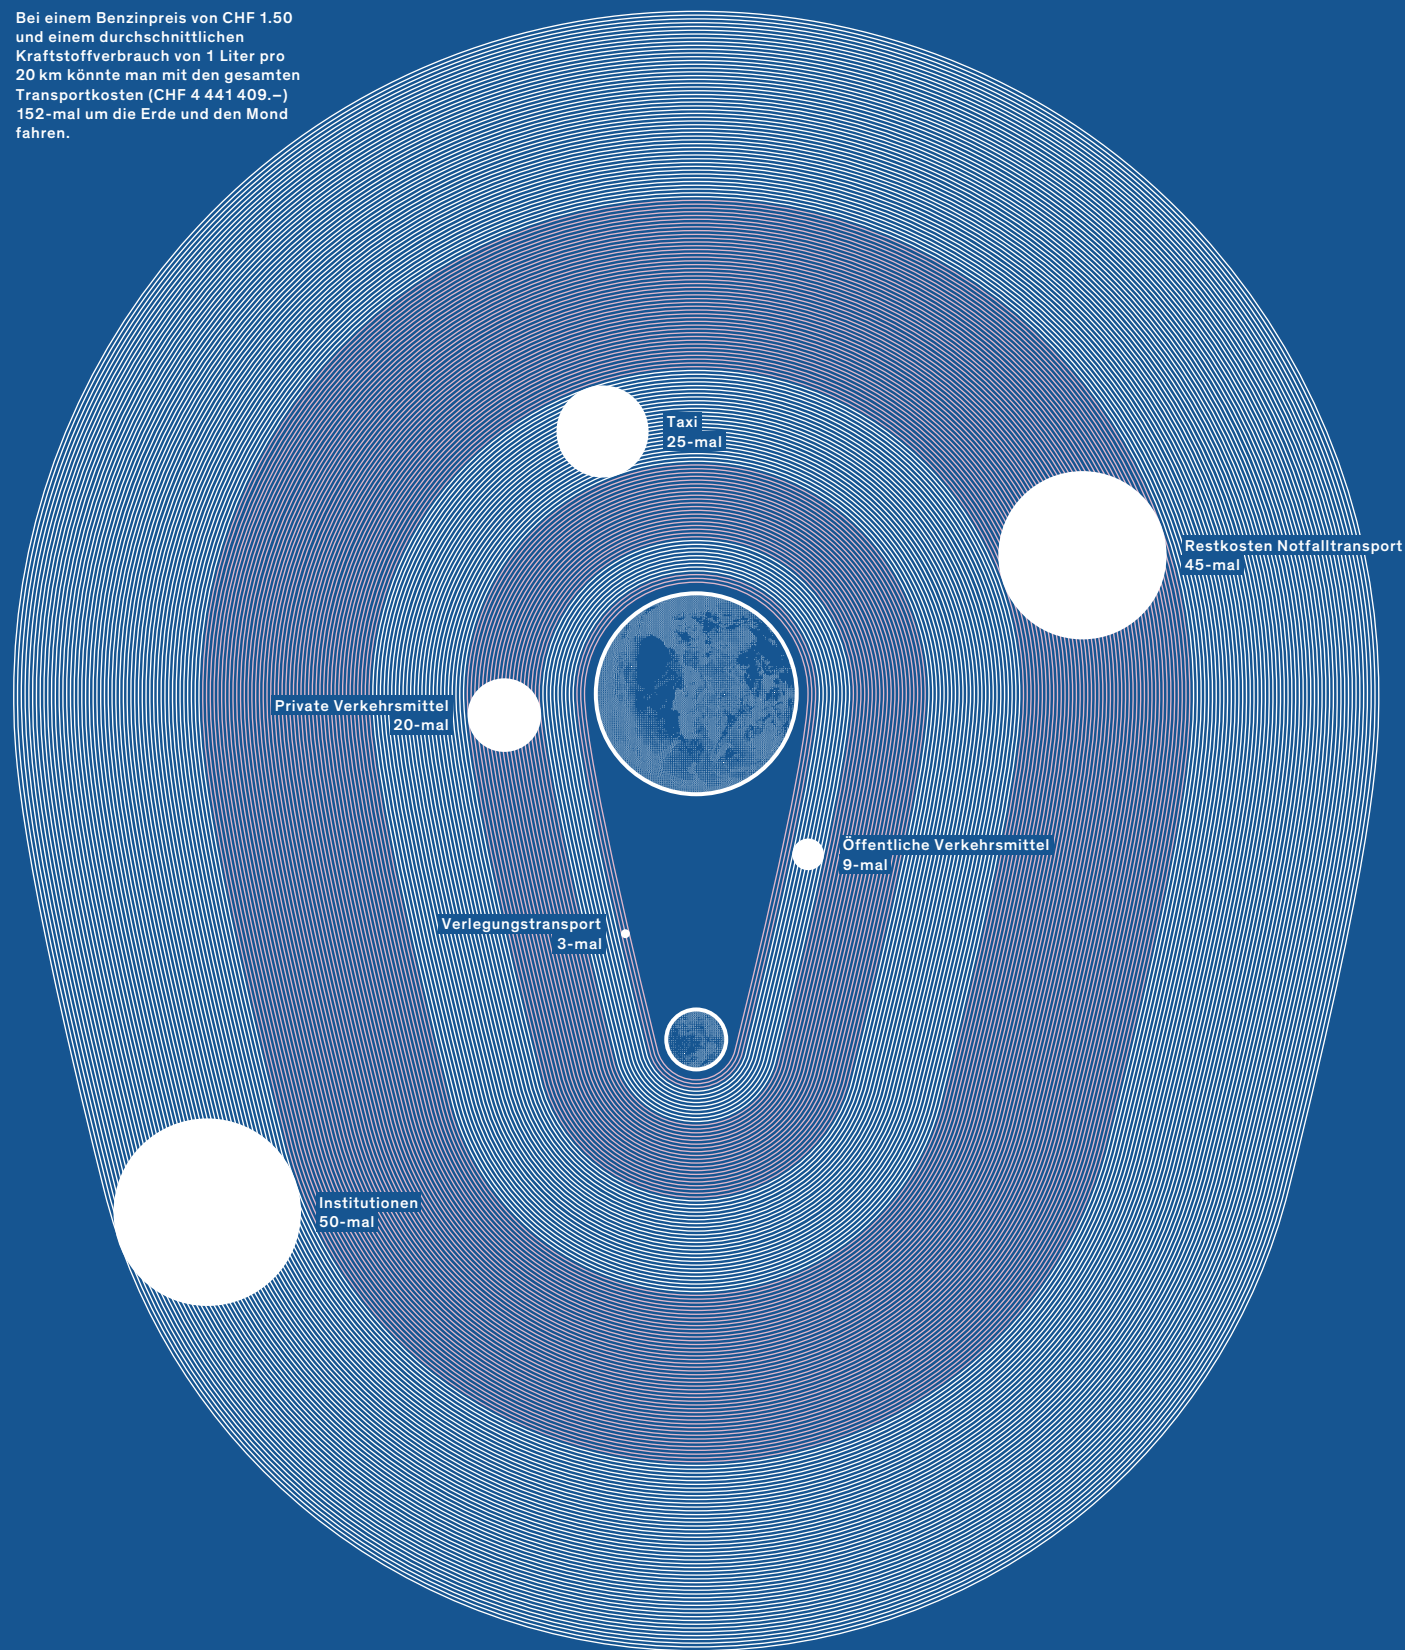 Bei einem Benzinpreis von CHF 1.50
und einem durchschnittlichen
Kraftstoffverbrauch von 1 Liter pro
20 km könnte man mit den gesamten
Transportkosten (CHF 4 441 409.–)
152-mal um die Erde und den Mond
fahren.
Taxi
25-mal
Restkosten Notfalltransport
45-mal
Private Verkehrsmittel
20-mal
Öffentliche Verkehrsmittel
9-mal
Verlegungstransport
3-mal
Institutionen
50-mal